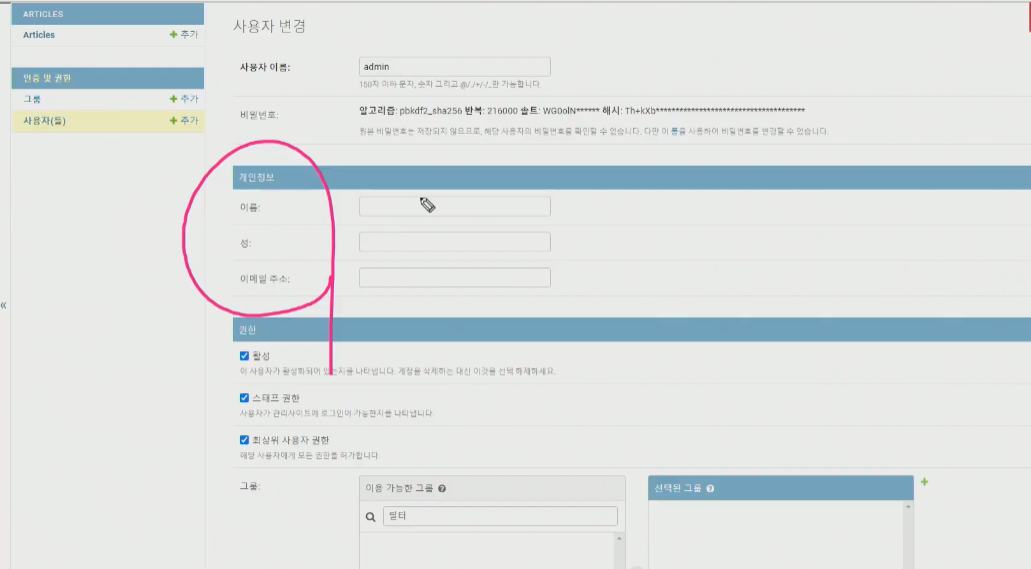 ARTICLES
Articles
추가
인증 및 권한
그룹
추가
사용자(들)
추가
«
사용자 변경
사용자 이름:
admin
150자 이하 문자, 숫자 그리고 @/./+/-/_만 가능합니다.
비밀번호:
알고리즘: pbkdf2_sha256 반복: 216000 솔트: WG0olN****** 해시: Th+kXb**************************************
원본 비밀번호는 저장되지 않으므로, 해당 사용자의 비밀번호를 확인할 수 없습니다. 다만 이 폼을 사용하여 비밀번호를 변경할 수 있습니다.
개인정보
이름:
성:
이메일 주소:
권한
활성
이 사용자가 활성화되어 있는지를 나타냅니다. 계정을 삭제하는 대신 이것을 선택 해제하세요.
스태프 권한
사용자가 관리사이트에 로그인이 가능한지를 나타냅니다.
최상위 사용자 권한
해당 사용자에게 모든 권한을 허가합니다.
그룹:
이용 가능한 그룹
필터
선택된 그룹